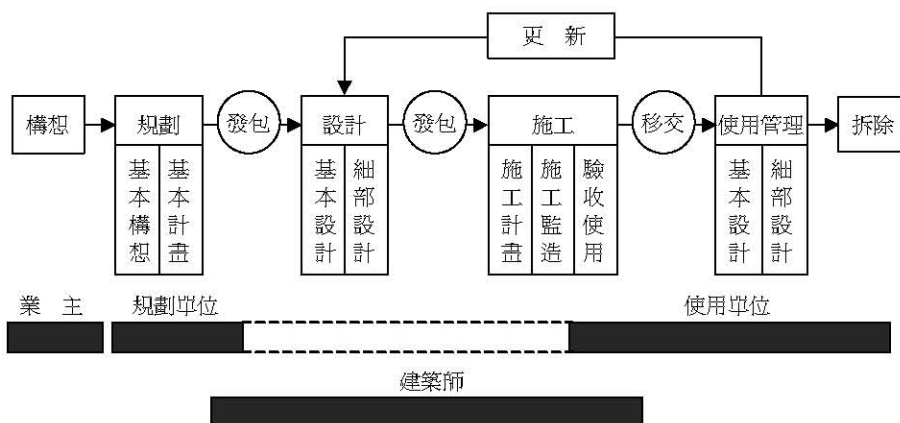 更 新
構想
規劃
發包
設計
發包
施工
移交
使用管理
拆除
基本構想
基本計畫
基本設計
細部設計
施工計畫
施工監造
驗收使用
基本設計
細部設計
業 主
規劃單位
使用單位
建築師